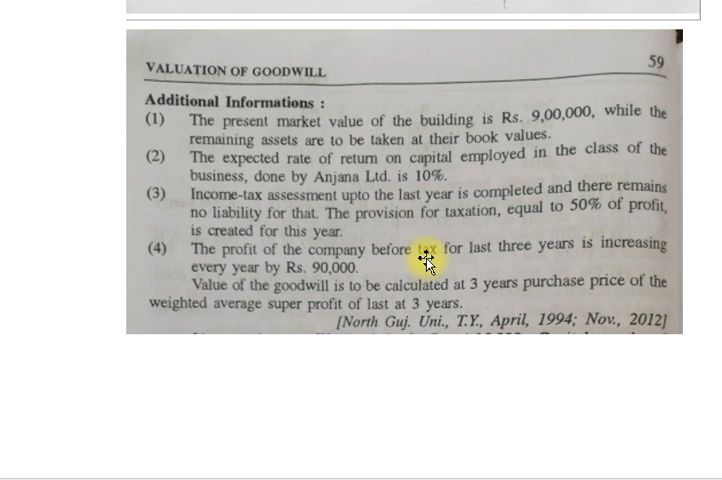 VALUATION OF GOODWILL
59
Additional Informations :
(1) The present market value of the building is Rs. 9,00,000, while the
remaining assets are to be taken at their book values.
(2) The expected rate of return on capital employed in the class of the
business, done by Anjana Ltd. is 10%.
(3) Income-tax assessment upto the last year is completed and there remains
no liability for that. The provision for taxation, equal to 50% of profit,
is created for this year.
(4) The profit of the company before tax for last three years is increasing
every year by Rs. 90,000.
Value of the goodwill is to be calculated at 3 years purchase price of the
weighted average super profit of last at 3 years.
[North Guj. Uni., T.Y., April, 1994; Nov., 2012]